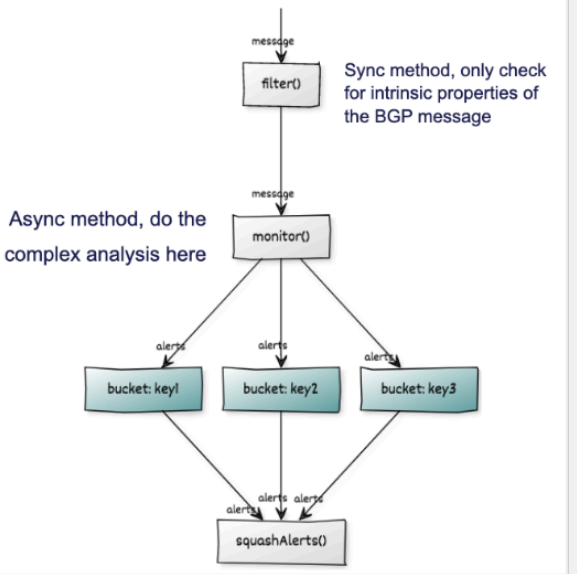 message
filter()
Sync method, only check
for intrinsic properties of
the BGP message
message
Async method, do the
complex analysis here
monitor()
alerts
alerts
alerts
bucket: key1
bucket: key2
bucket: key3
alerts
alerts
alerts
squashAlerts()